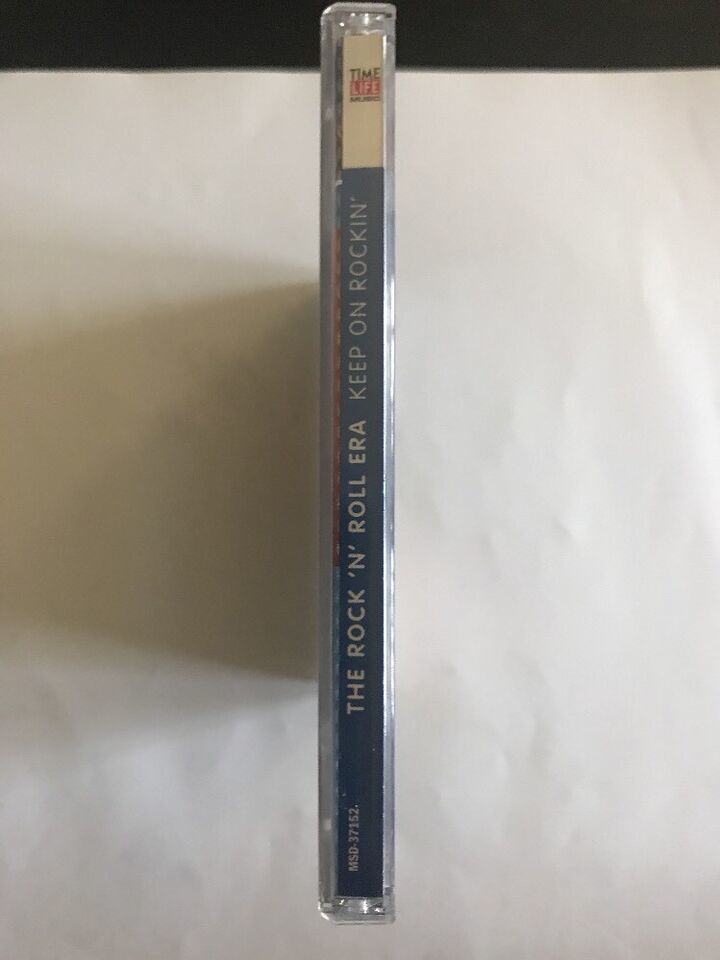 TIME
LIFE
MUSIC
THE ROCK 'N' ROLL ERA KEEP ON ROCKIN'
MSD-37152.